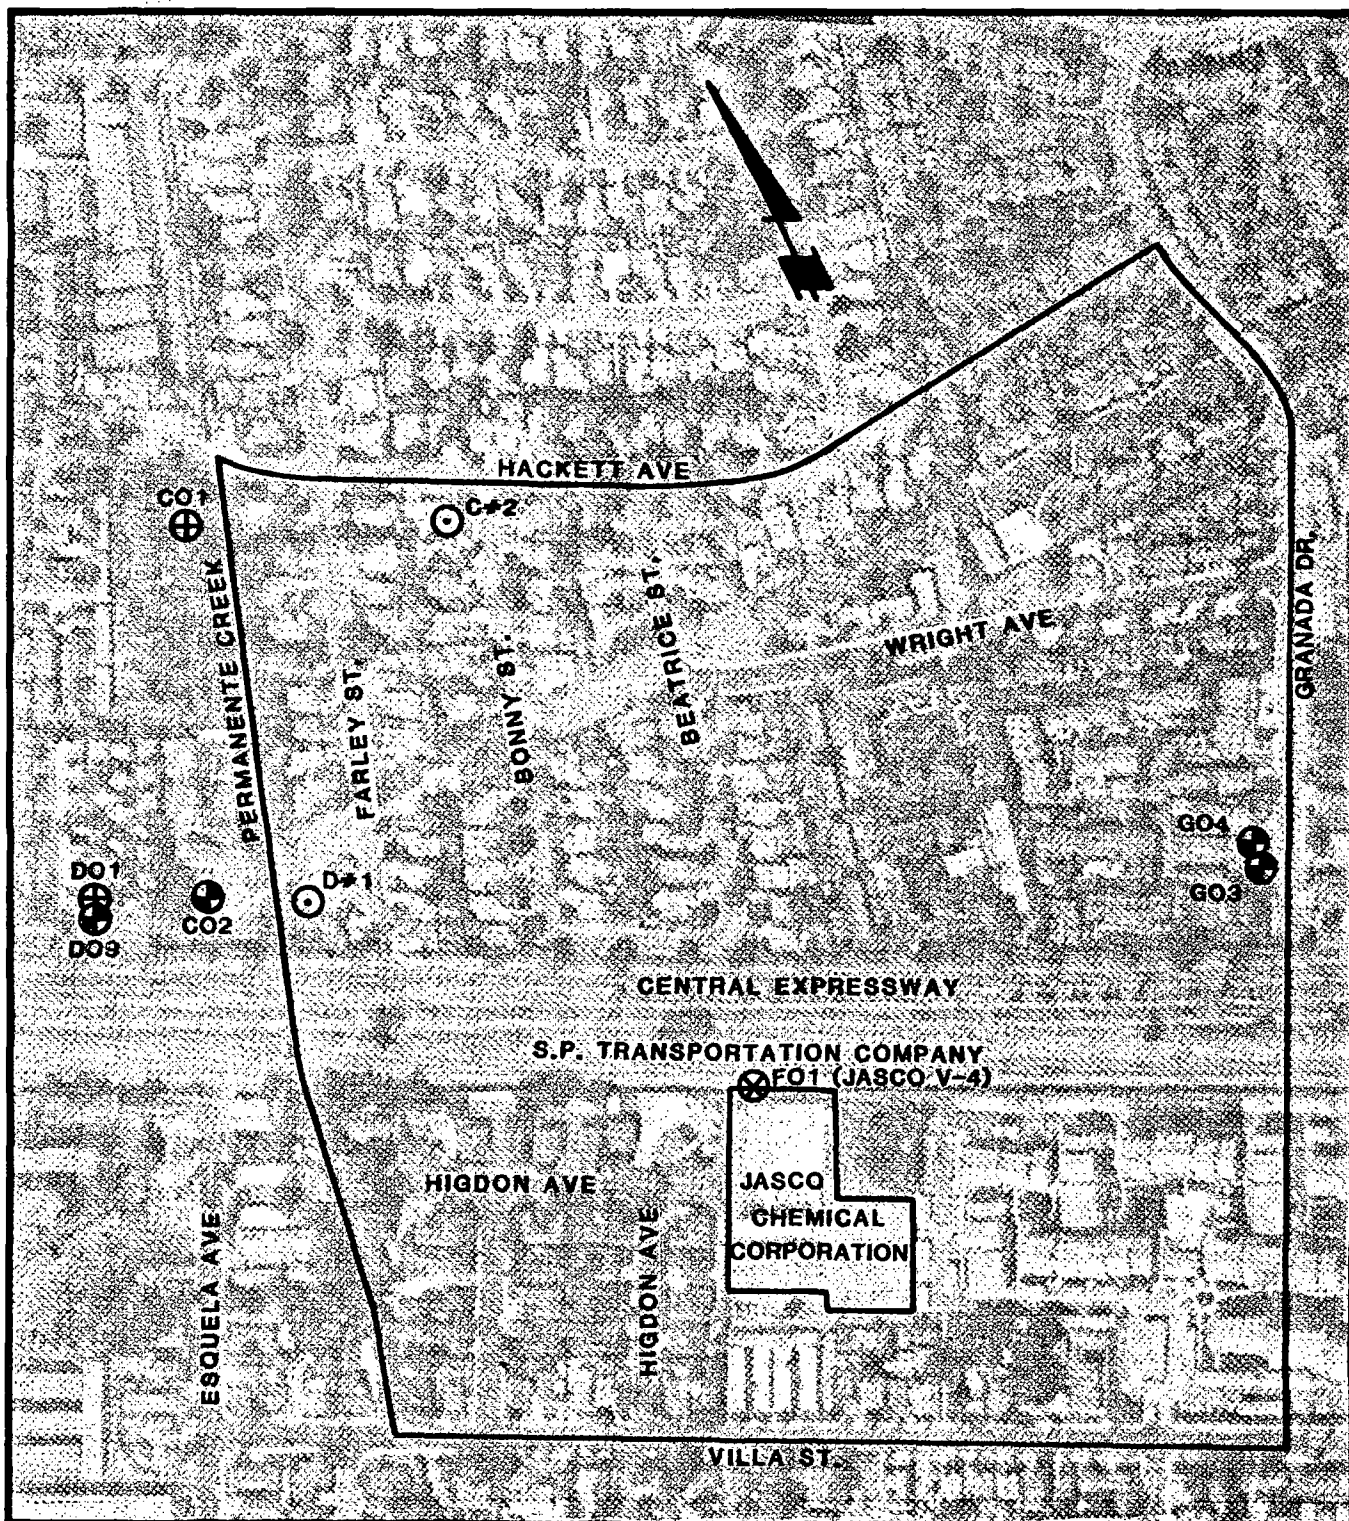 HACKETT AVE
CO1
C#2
PERMANENTE CREEK
FARLEY ST.
BONNY ST.
BEATRICE ST.
WRIGHT AVE
GRANADA DR.
GO4
GO3
DO1
DO9
CO2
D#1
CENTRAL EXPRESSWAY
S.P. TRANSPORTATION COMPANY
FO1 (JASCO V-4)
HIGDON AVE
JASCO
CHEMICAL
CORPORATION
ESQUELA AVE
HIGDON AVE
VILLA ST.